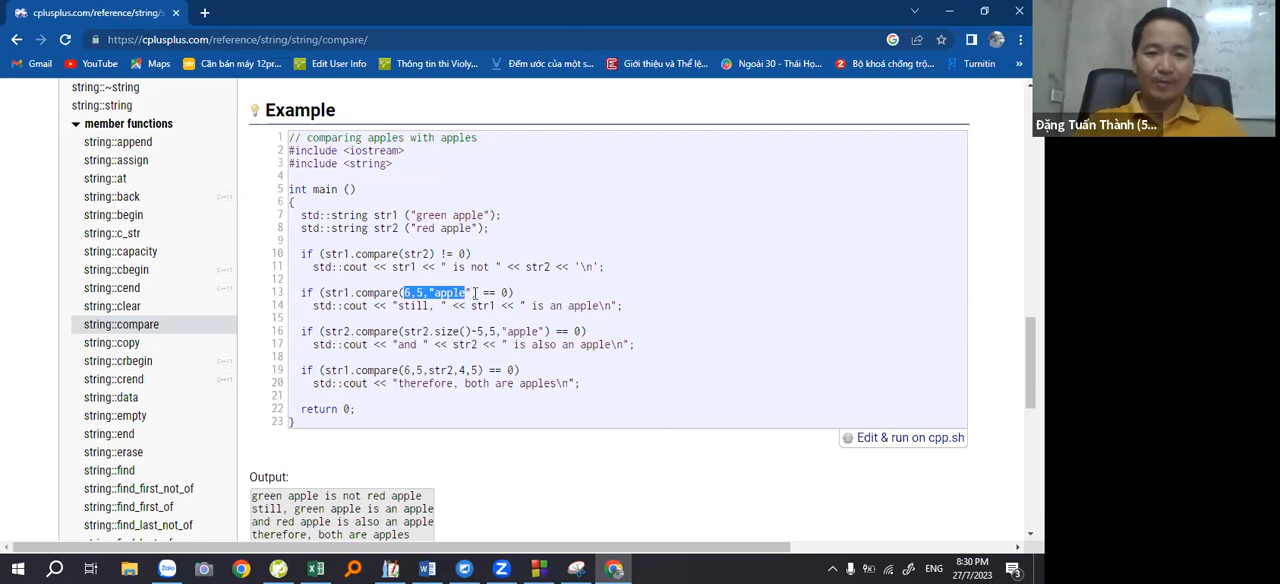 cplusplus.com/reference/string/s
https://cplusplus.com/reference/string/string/compare/
Gmail
YouTube
Maps
Cần bán máy 12pr...
Edit User Info
Thông tin thi Violy...
Đếm ước của một s...
Giới thiệu và Thể lệ...
Ngoài 30 - Thái Họ...
Bộ khoá chống trộ...
Turnitin
»
Đặng Tuấn Thành (5...
string::~string
string::string
member functions
string::append
string::assign
string::at
string::back
string::begin
string::c_str
string::capacity
string::cbegin
string::cend
string::clear
string::compare
string::copy
string::crbegin
string::crend
string::data
string::empty
string::end
string::erase
string::find
string::find_first_not_of
string::find_first_of
string::find_last_not_of
Example
1 // comparing apples with apples
2 #include <iostream>
3 #include <string>
4
5 int main ()
6 {
7 std::string str1 ("green apple");
8 std::string str2 ("red apple");
9
10 if (str1.compare(str2) != 0)
11 std::cout << str1 << " is not " << str2 << '\n';
12
13 if (str1.compare(6,5,"apple") == 0)
14 std::cout << "still, " << str1 << " is an apple\n";
15
16 if (str2.compare(str2.size()-5,5,"apple") == 0)
17 std::cout << "and " << str2 << " is also an apple\n";
18
19 if (str1.compare(6,5,str2,4,5) == 0)
20 std::cout << "therefore, both are apples\n";
21
22 return 0;
23 }
Edit & run on cpp.sh
Output:
green apple is not red apple
still, green apple is an apple
and red apple is also an apple
therefore, both are apples
ENG
8:30 PM
27/7/2023